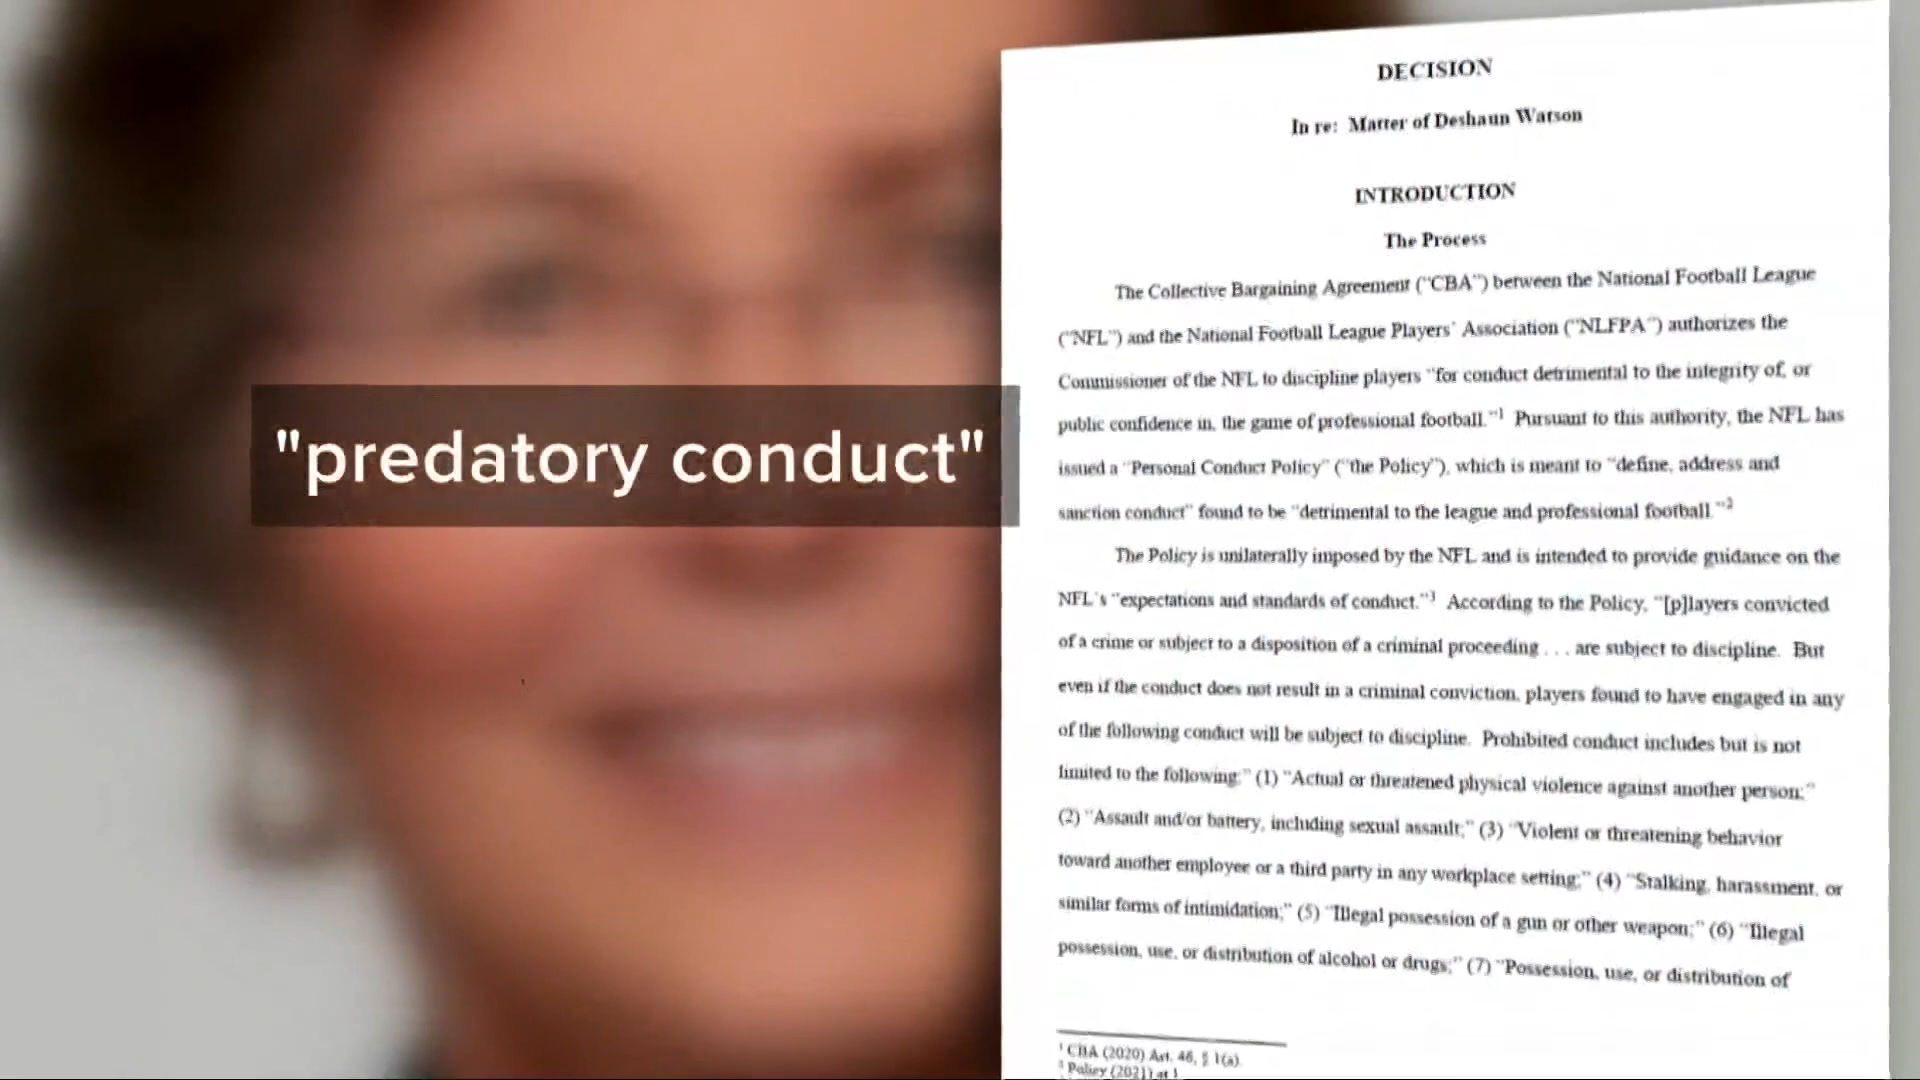 "predatory conduct"
DECISION
In re: Matter of Deshaun Watson
INTRODUCTION
The Process
The Collective Bargaining Agreement ("CBA") between the National Football League
("NFL") and the National Football League Players' Association ("NLFPA") authorizes the
Commissioner of the NFL to discipline players "for conduct detrimental to the integrity of, or
public confidence in, the game of professional football."1 Pursuant to this authority, the NFL has
issued a "Personal Conduct Policy" ("the Policy"), which is meant to "define, address and
sanction conduct" found to be "detrimental to the league and professional football."2
The Policy is unilaterally imposed by the NFL and is intended to provide guidance on the
NFL's "expectations and standards of conduct."3 According to the Policy, "[p]layers convicted
of a crime or subject to a disposition of a criminal proceeding . . . are subject to discipline. But
even if the conduct does not result in a criminal conviction, players found to have engaged in any
of the following conduct will be subject to discipline. Prohibited conduct includes but is not
limited to the following:" (1) "Actual or threatened physical violence against another person;"
(2) "Assault and/or battery, including sexual assault;" (3) "Violent or threatening behavior
toward another employee or a third party in any workplace setting;" (4) "Stalking, harassment, or
similar forms of intimidation;" (5) "Illegal possession of a gun or other weapon;" (6) "Illegal
possession, use, or distribution of alcohol or drugs;" (7) "Possession, use, or distribution of
1 CBA (2020) Art. 46, § 1(a).
2 Policy (2021) at 1.